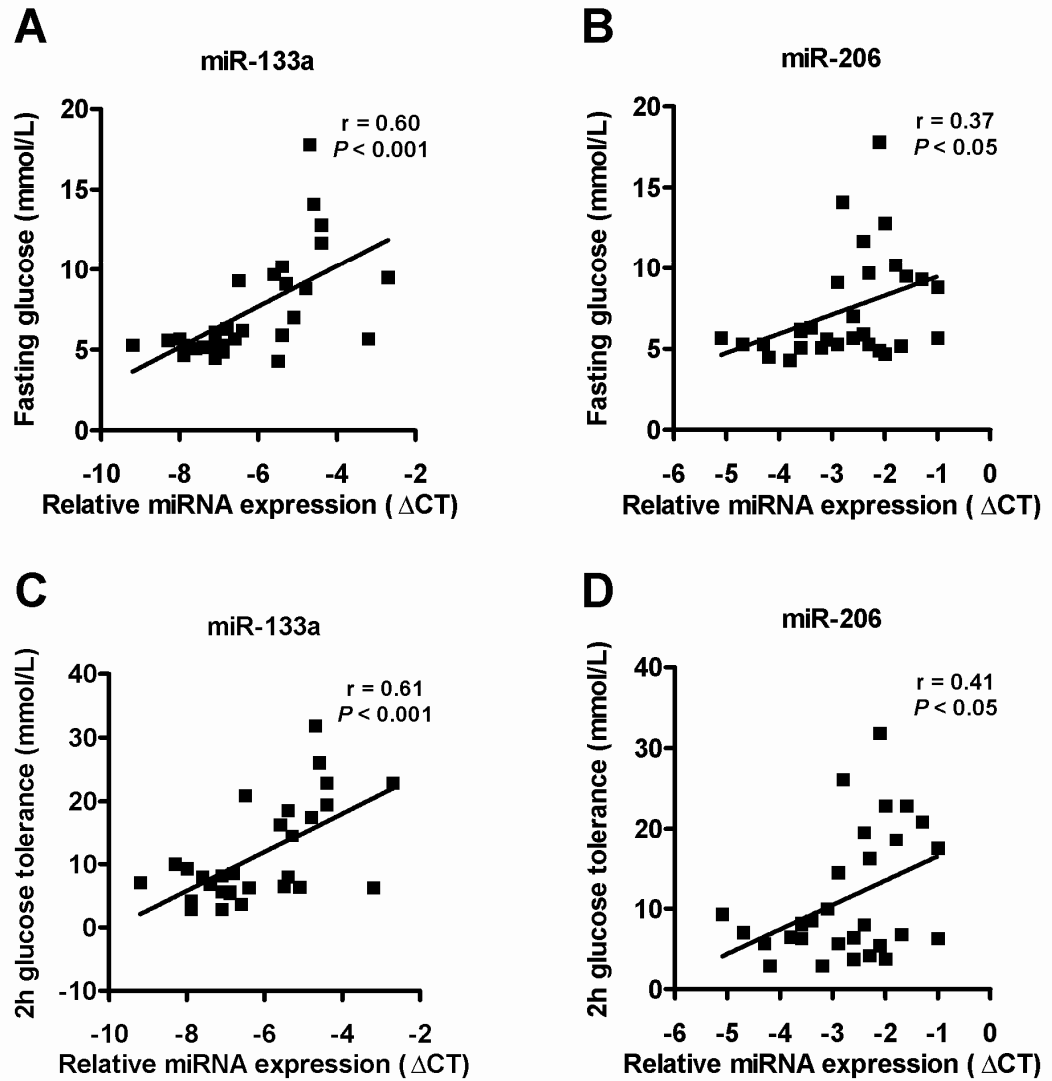 A
miR-133a
Fasting glucose (mmol/L)
20
15
10
5
0
r = 0.60
P < 0.001
-10 -8 -6 -4 -2
Relative miRNA expression ( ΔCT)
B
miR-206
Fasting glucose (mmol/L)
20
15
10
5
0
r = 0.37
P < 0.05
-6 -5 -4 -3 -2 -1 0
Relative miRNA expression ( ΔCT)
C
miR-133a
2h glucose tolerance (mmol/L)
40
30
20
10
0
-10
r = 0.61
P < 0.001
-10 -8 -6 -4 -2
Relative miRNA expression ( ΔCT)
D
miR-206
2h glucose tolerance (mmol/L)
40
30
20
10
0
r = 0.41
P < 0.05
-6 -5 -4 -3 -2 -1 0
Relative miRNA expression ( ΔCT)